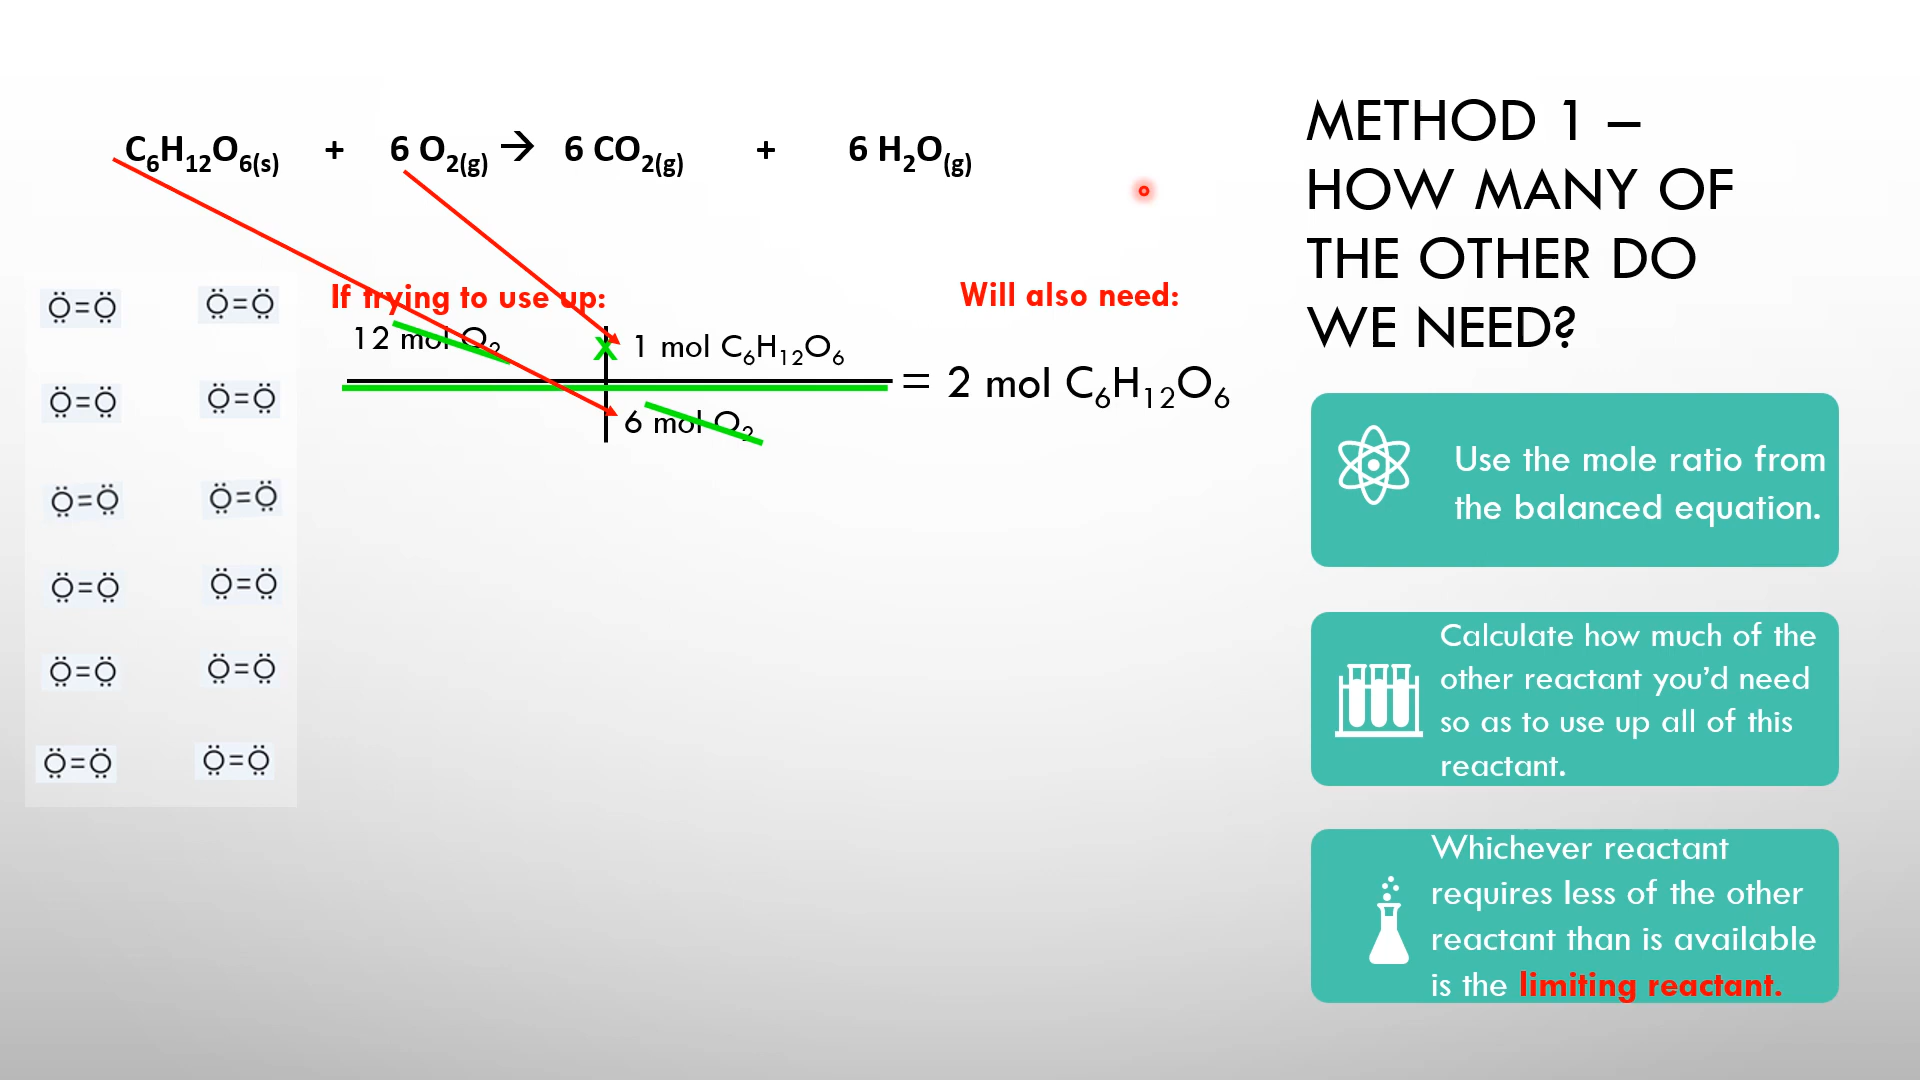 C₆H₁₂O₆(s) + 6 O₂(g) → 6 CO₂(g) + 6 H₂O(g)
If trying to use up:
Will also need:
12 mol O₂ x 1 mol C₆H₁₂O₆
= 2 mol C₆H₁₂O₆
6 mol O₂
O=O O=O
O=O O=O
O=O O=O
O=O O=O
O=O O=O
O=O O=O
METHOD 1 –
HOW MANY OF
THE OTHER DO
WE NEED?
Use the mole ratio from
the balanced equation.
Calculate how much of the
other reactant you’d need
so as to use up all of this
reactant.
Whichever reactant
requires less of the other
reactant than is available
is the limiting reactant.